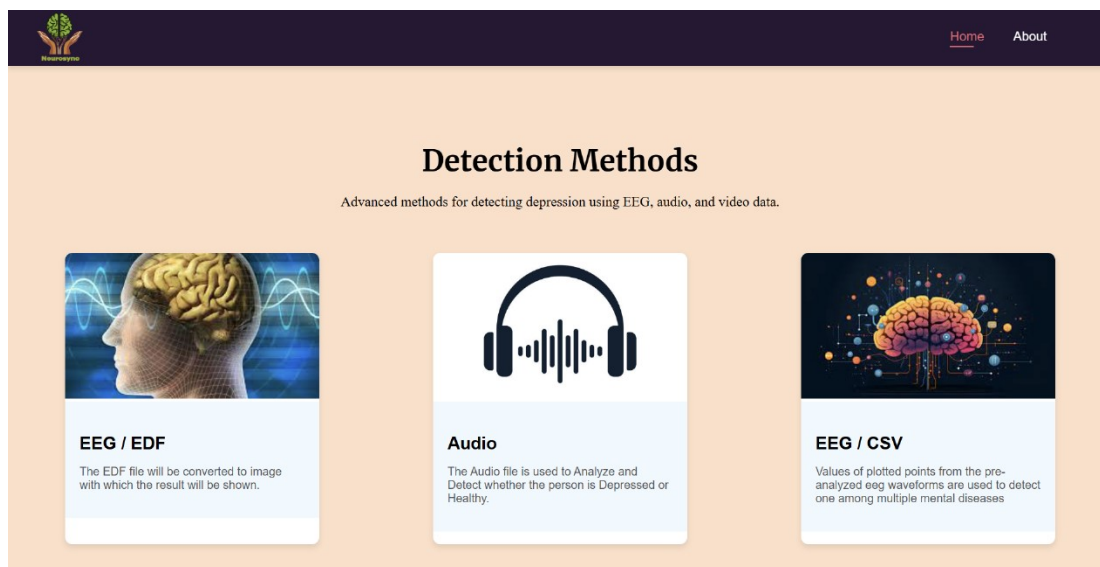 Neurosync
Home
About
Detection Methods
Advanced methods for detecting depression using EEG, audio, and video data.
EEG / EDF
The EDF file will be converted to image
with which the result will be shown.
Audio
The Audio file is used to Analyze and
Detect whether the person is Depressed or
Healthy.
EEG / CSV
Values of plotted points from the pre-
analyzed eeg waveforms are used to detect
one among multiple mental diseases